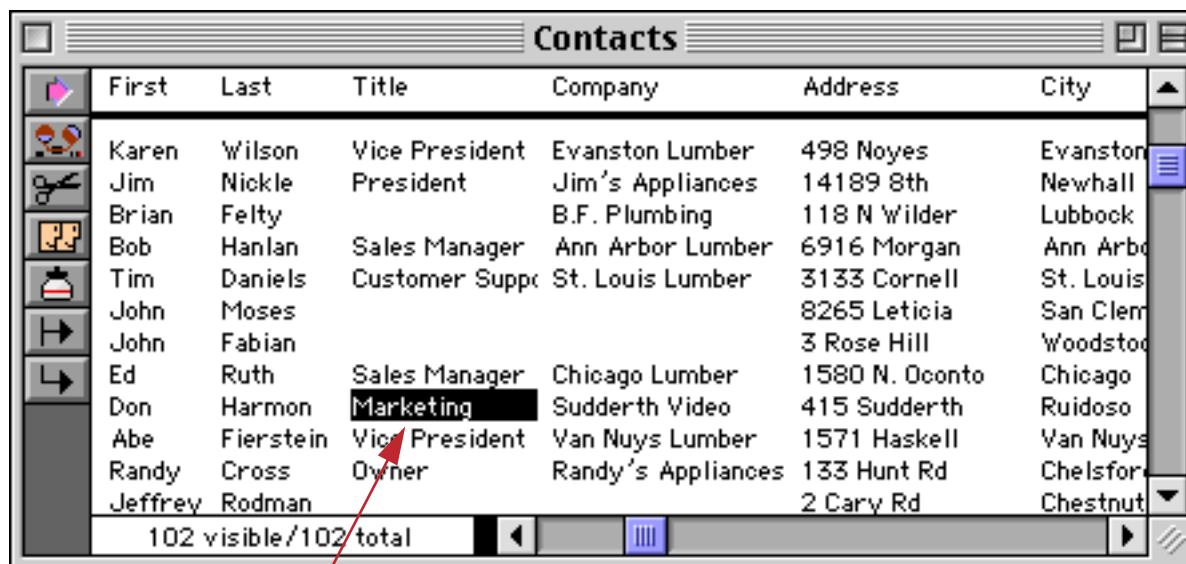 Contacts
First Last Title Company Address City
Karen Wilson Vice President Evanston Lumber 498 Noyes Evanston
Jim Nickle President Jim's Appliances 14189 8th Newhall
Brian Felty B.F. Plumbing 118 N Wilder Lubbock
Bob Hanlan Sales Manager Ann Arbor Lumber 6916 Morgan Ann Arbo
Tim Daniels Customer Suppo St. Louis Lumber 3133 Cornell St. Louis
John Moses 8265 Leticia San Clem
John Fabian 3 Rose Hill Woodstoc
Ed Ruth Sales Manager Chicago Lumber 1580 N. Oconto Chicago
Don Harmon Marketing Sudderth Video 415 Sudderth Ruidoso
Abe Fierstein Vice President Van Nuys Lumber 1571 Haskell Van Nuys
Randy Cross Owner Randy's Appliances 133 Hunt Rd Chelsfor
Jeffrey Rodman 2 Cary Rd Chestnut
102 visible/102 total